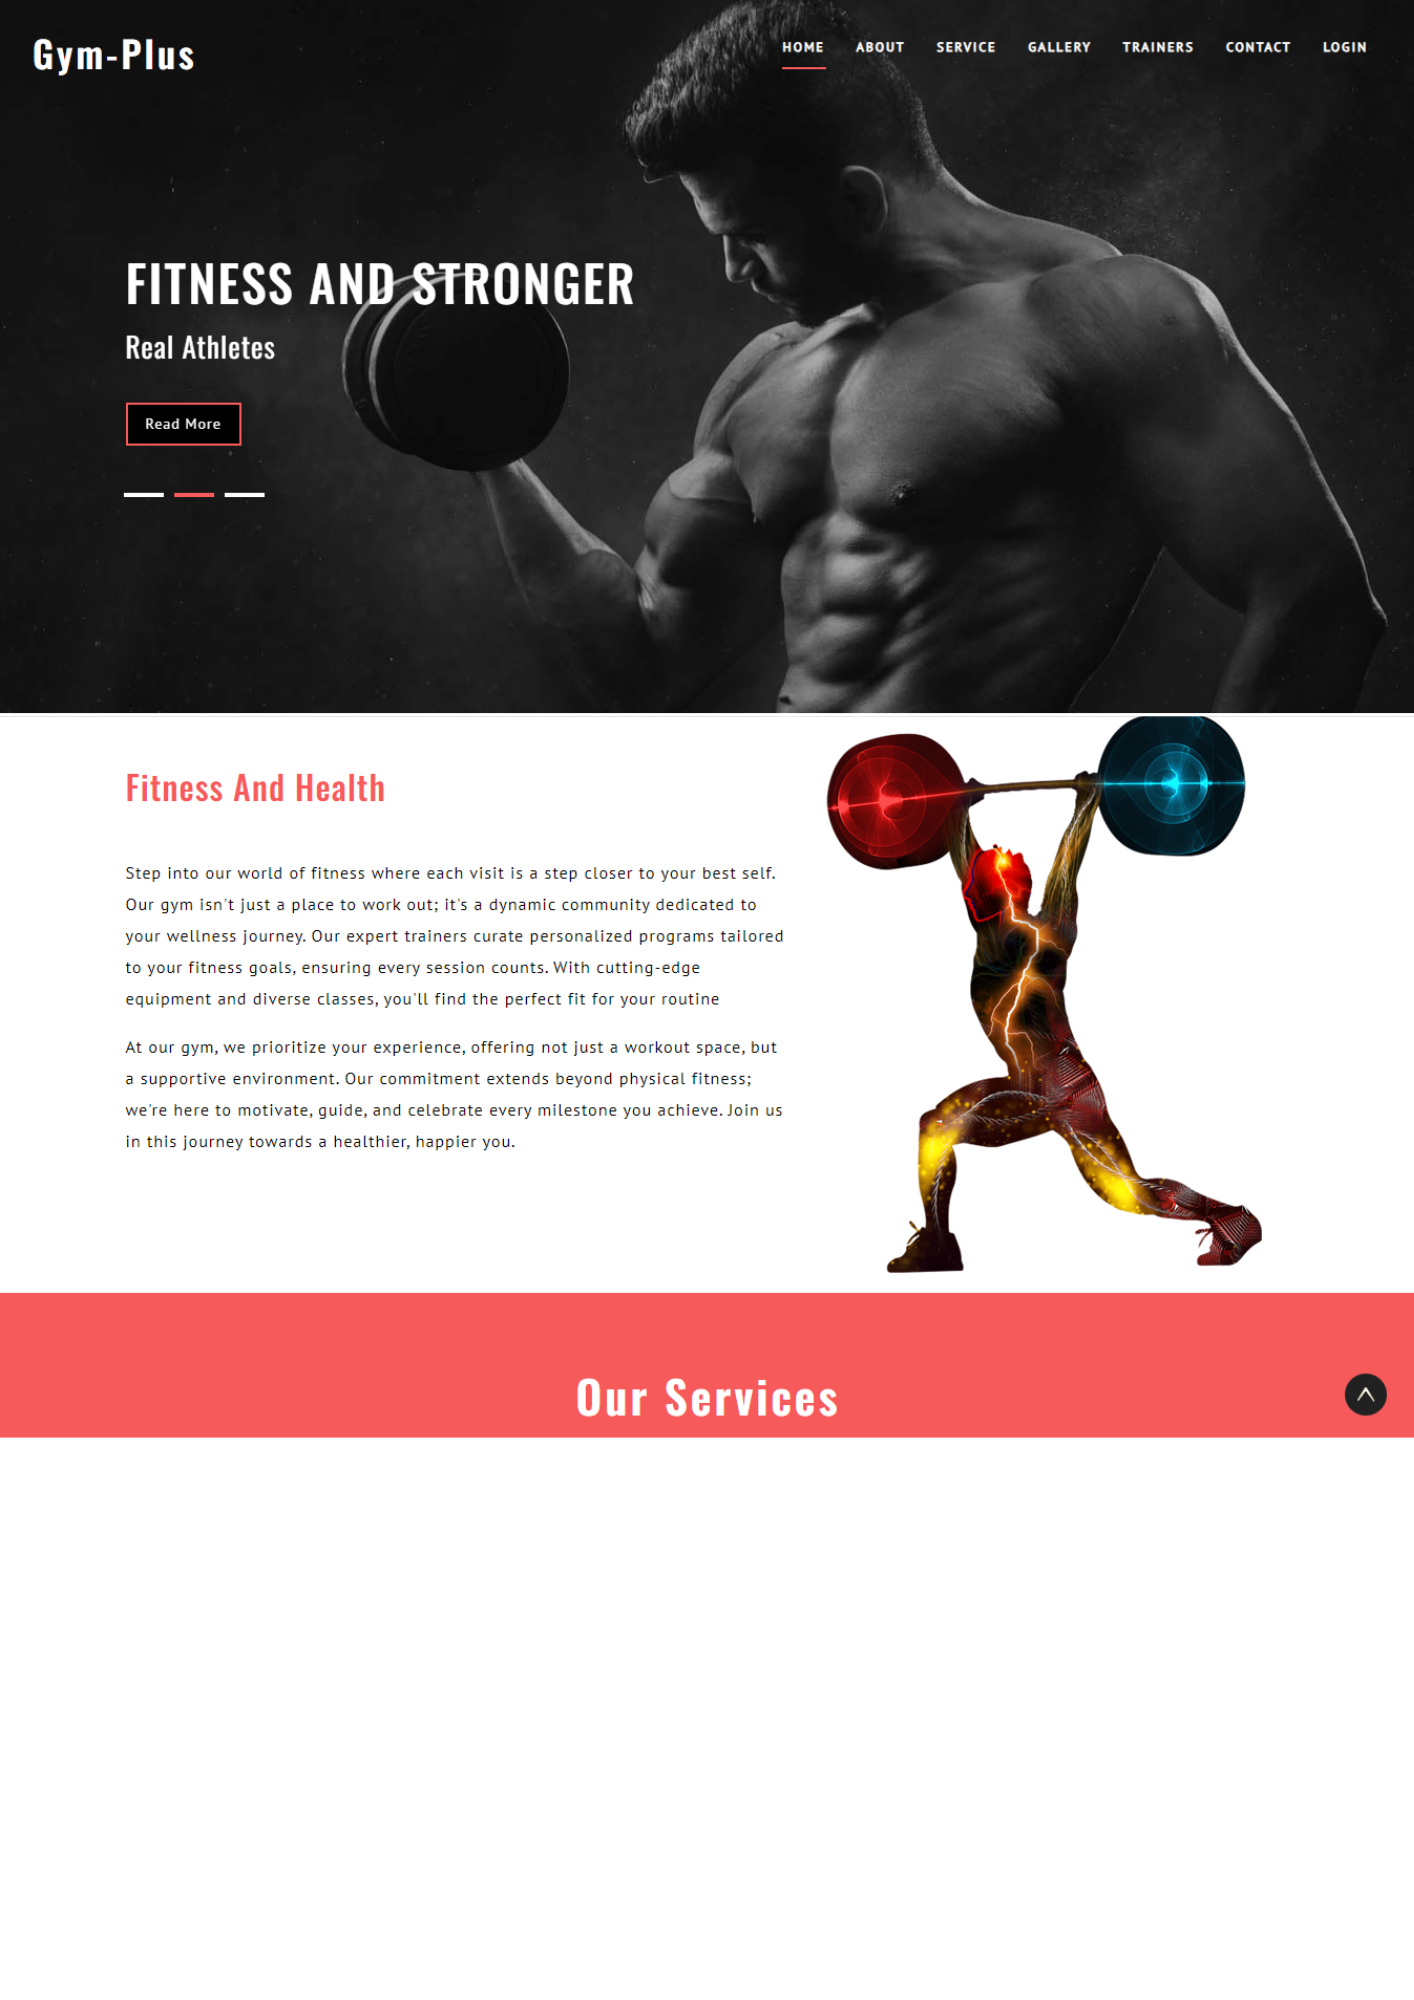 Gym-Plus
HOME ABOUT SERVICE GALLERY TRAINERS CONTACT LOGIN
FITNESS AND STRONGER
Real Athletes
Read More
Fitness And Health
Step into our world of fitness where each visit is a step closer to your best self.
Our gym isn't just a place to work out; it's a dynamic community dedicated to
your wellness journey. Our expert trainers curate personalized programs tailored
to your fitness goals, ensuring every session counts. With cutting-edge
equipment and diverse classes, you'll find the perfect fit for your routine
At our gym, we prioritize your experience, offering not just a workout space, but
a supportive environment. Our commitment extends beyond physical fitness;
we're here to motivate, guide, and celebrate every milestone you achieve. Join us
in this journey towards a healthier, happier you.
Our Services